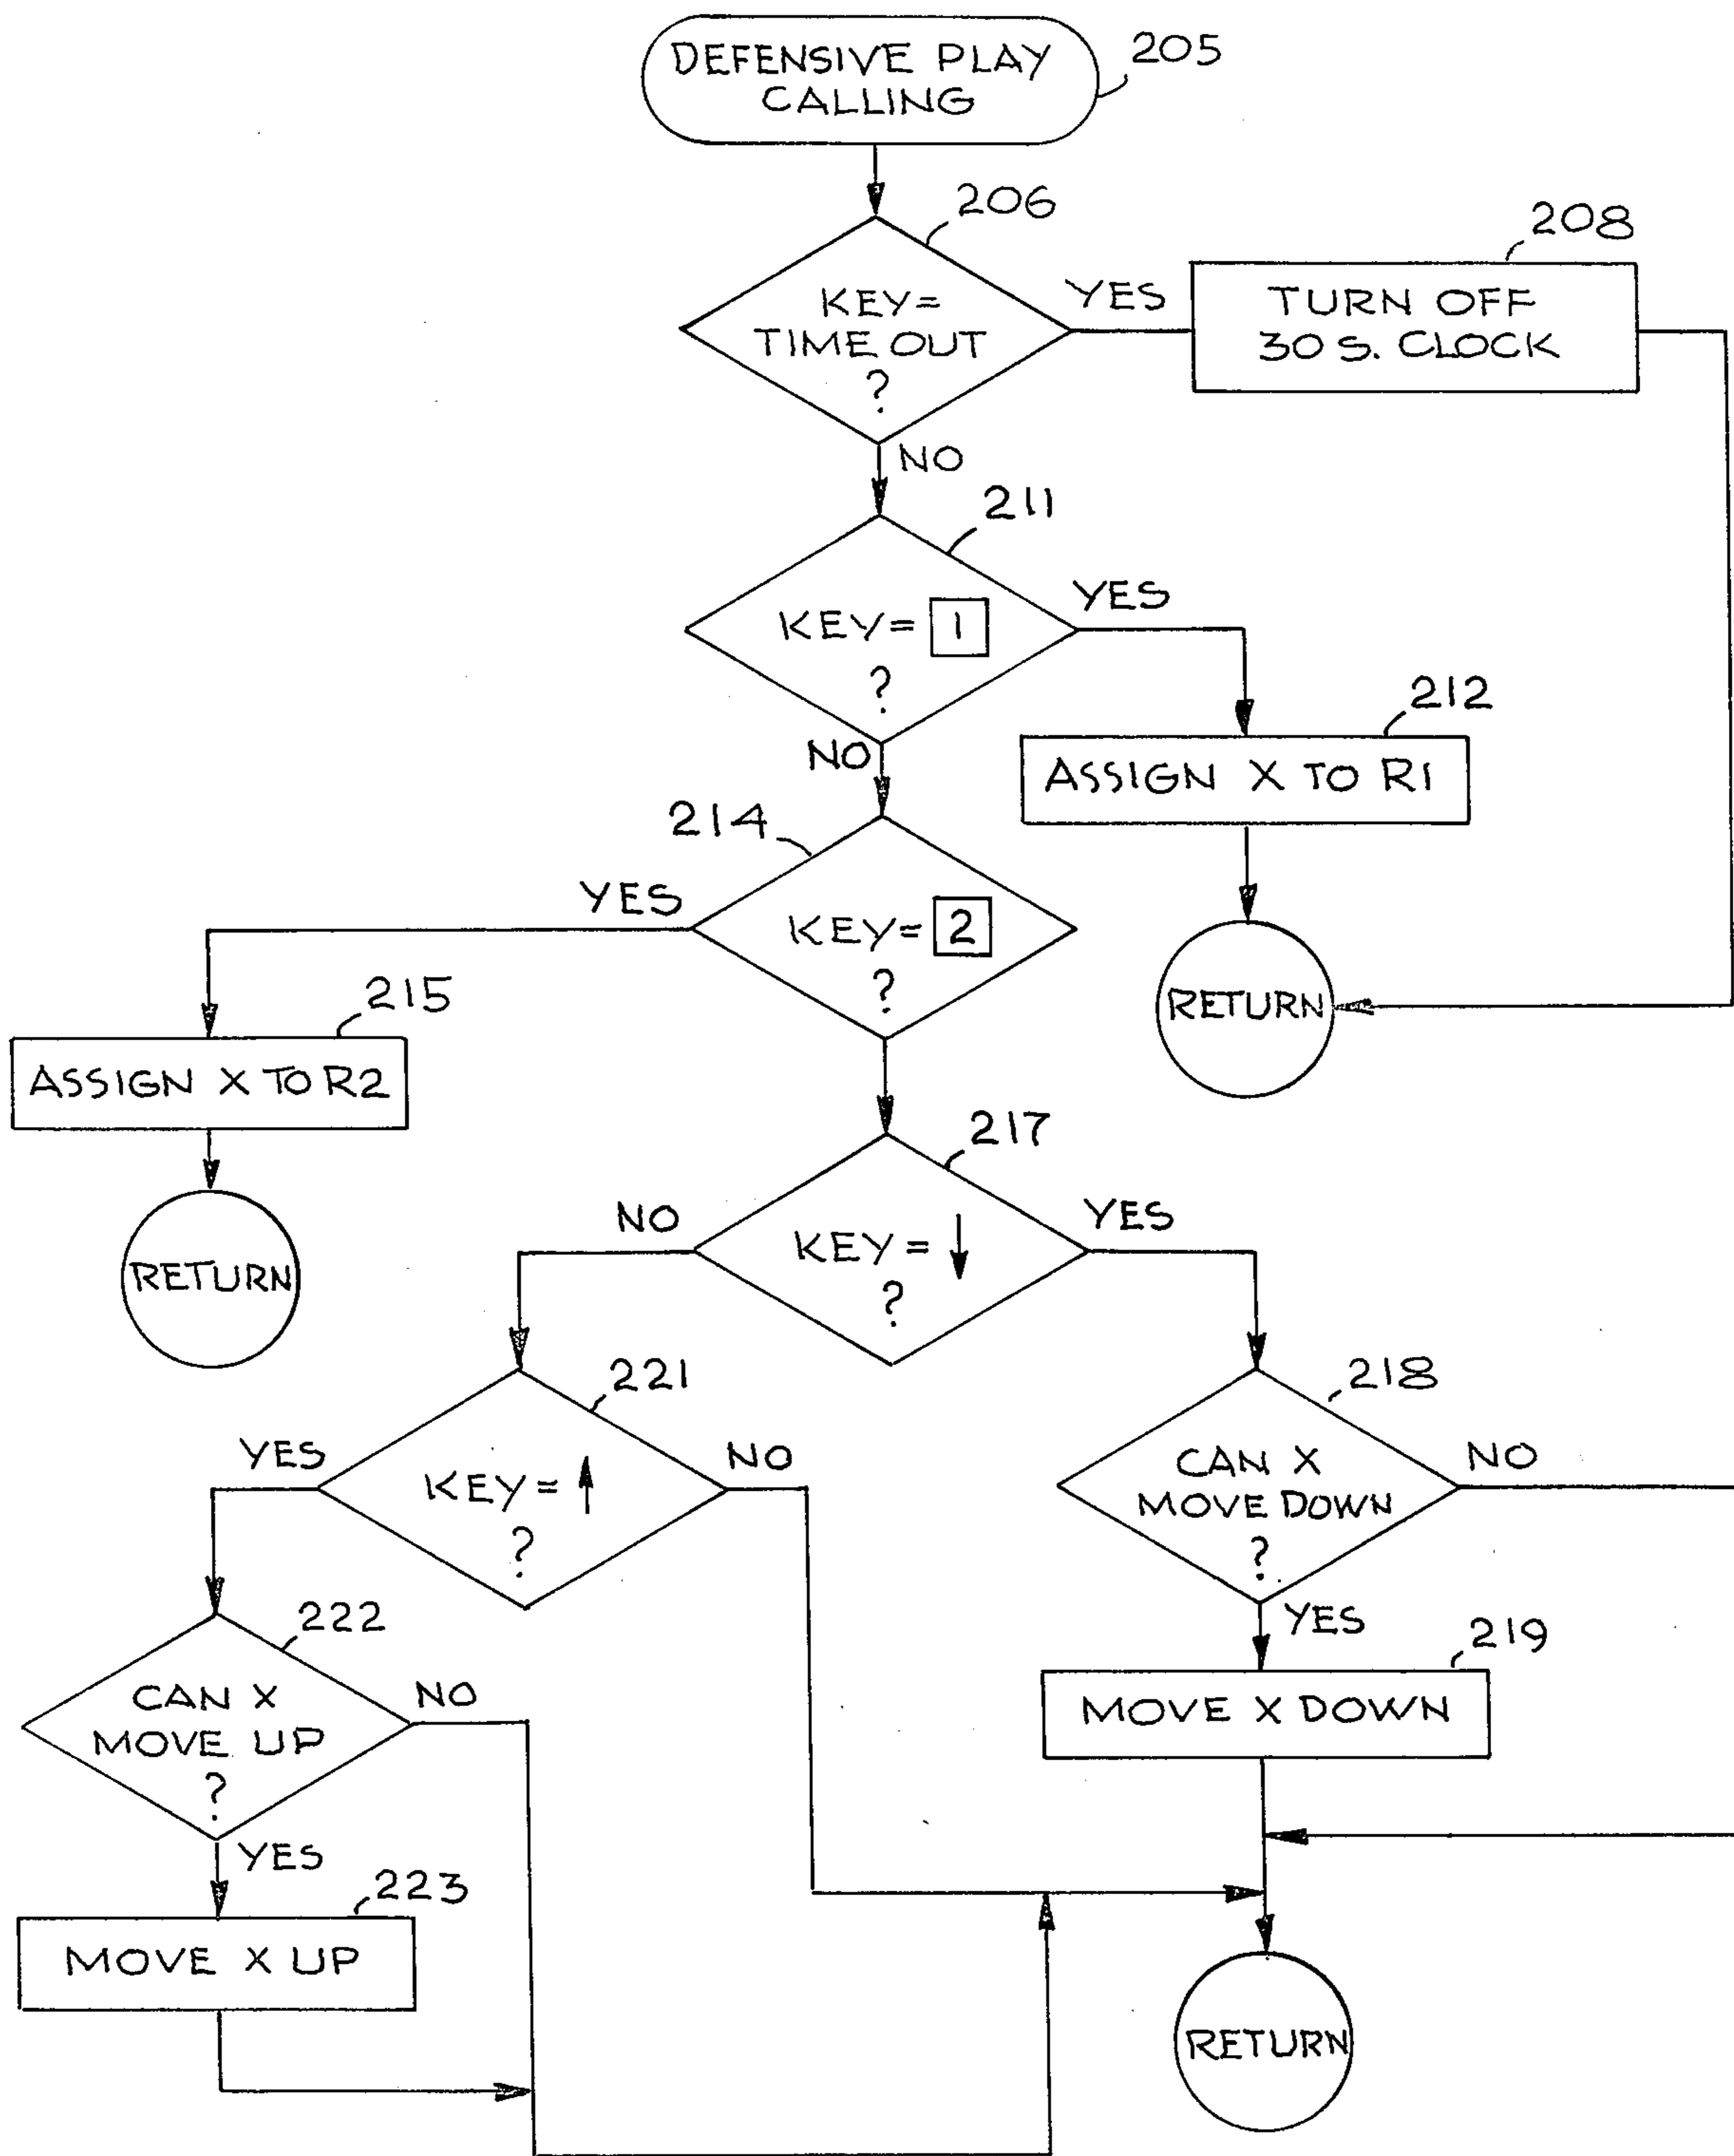 DEFENSIVE PLAY
CALLING
205
206
KEY=
TIME OUT
?
YES
208
TURN OFF
30 S. CLOCK
NO
211
KEY= 1
?
YES
212
ASSIGN X TO R1
NO
214
YES
KEY= 2
?
RETURN
215
ASSIGN X TO R2
RETURN
217
NO
KEY = ↓
?
YES
221
YES
KEY = ↑
?
NO
218
CAN X
MOVE DOWN
?
NO
YES
222
CAN X
MOVE UP
?
NO
219
MOVE X DOWN
YES
223
MOVE X UP
RETURN